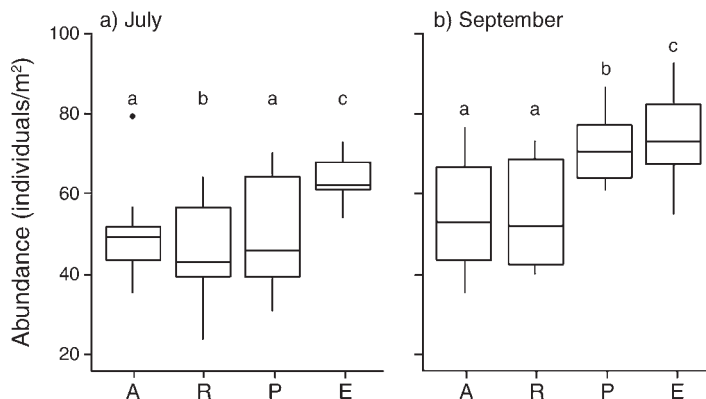 a) July
b) September
Abundance (individuals/m²)
100
80
60
40
20
a
b
a
c
a
a
b
c
A
R
P
E
A
R
P
E